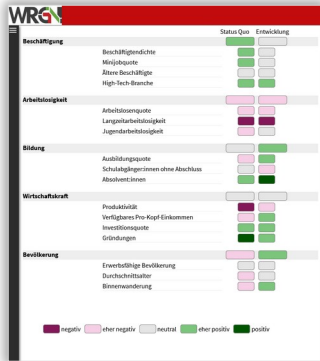 WRGN
Status Quo Entwicklung
Beschäftigung
Beschäftigtendichte
Minijobquote
Ältere Beschäftigte
High-Tech-Branche
Arbeitslosigkeit
Arbeitslosenquote
Langzeitarbeitslosigkeit
Jugendarbeitslosigkeit
Bildung
Ausbildungsquote
Schulabgänger:innen ohne Abschluss
Absolvent:innen
Wirtschaftskraft
Produktivität
Verfügbares Pro-Kopf-Einkommen
Investitionsquote
Gründungen
Bevölkerung
Erwerbsfähige Bevölkerung
Durchschnittsalter
Binnenwanderung
negativ eher negativ neutral eher positiv positiv